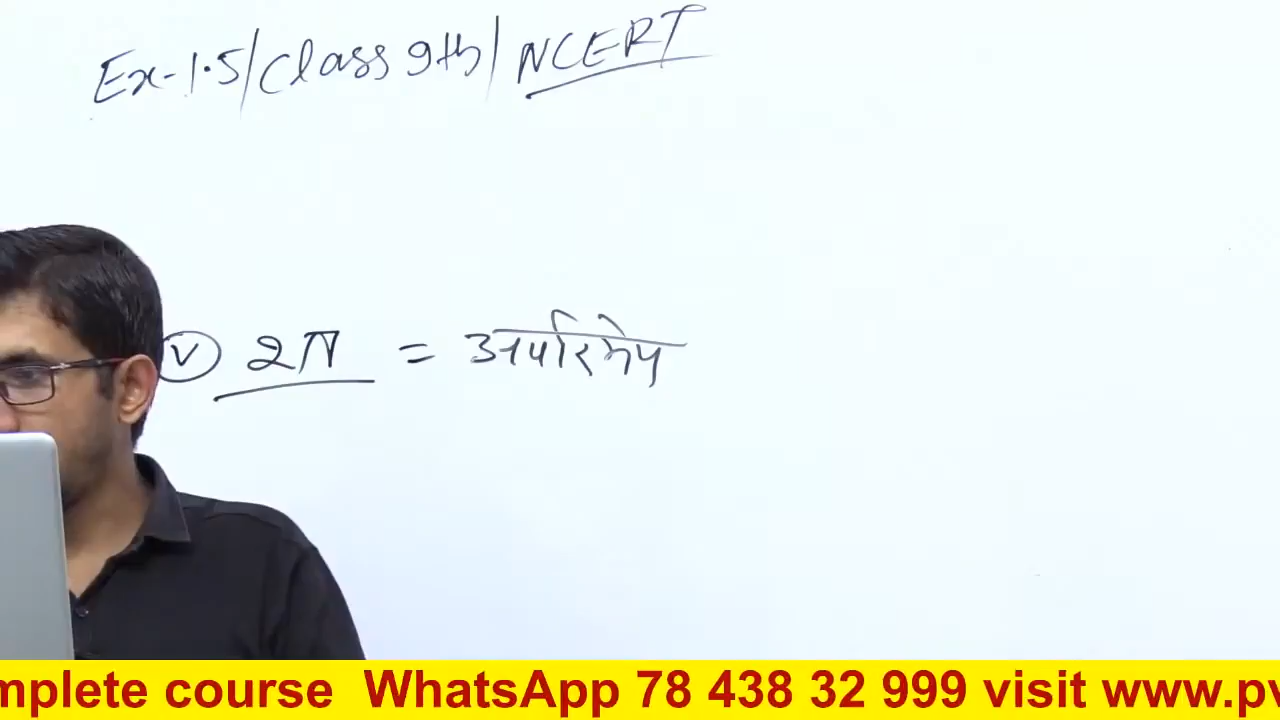 Ex-1.5/Class 9th/NCERT
v 2π = अपरिमेय
mplete course WhatsApp 78 438 32 999 visit www.pv